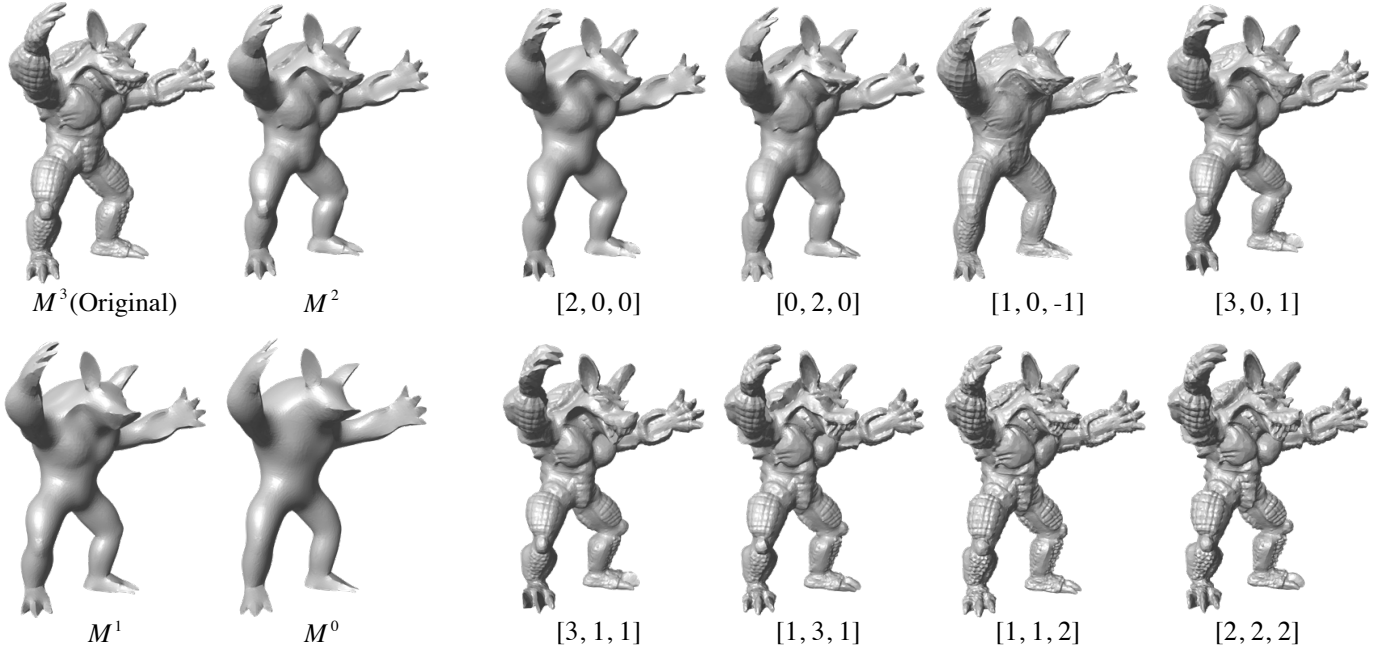 M³(Original) M² [2, 0, 0] [0, 2, 0] [1, 0, -1] [3, 0, 1]
M¹ M⁰ [3, 1, 1] [1, 3, 1] [1, 1, 2] [2, 2, 2]